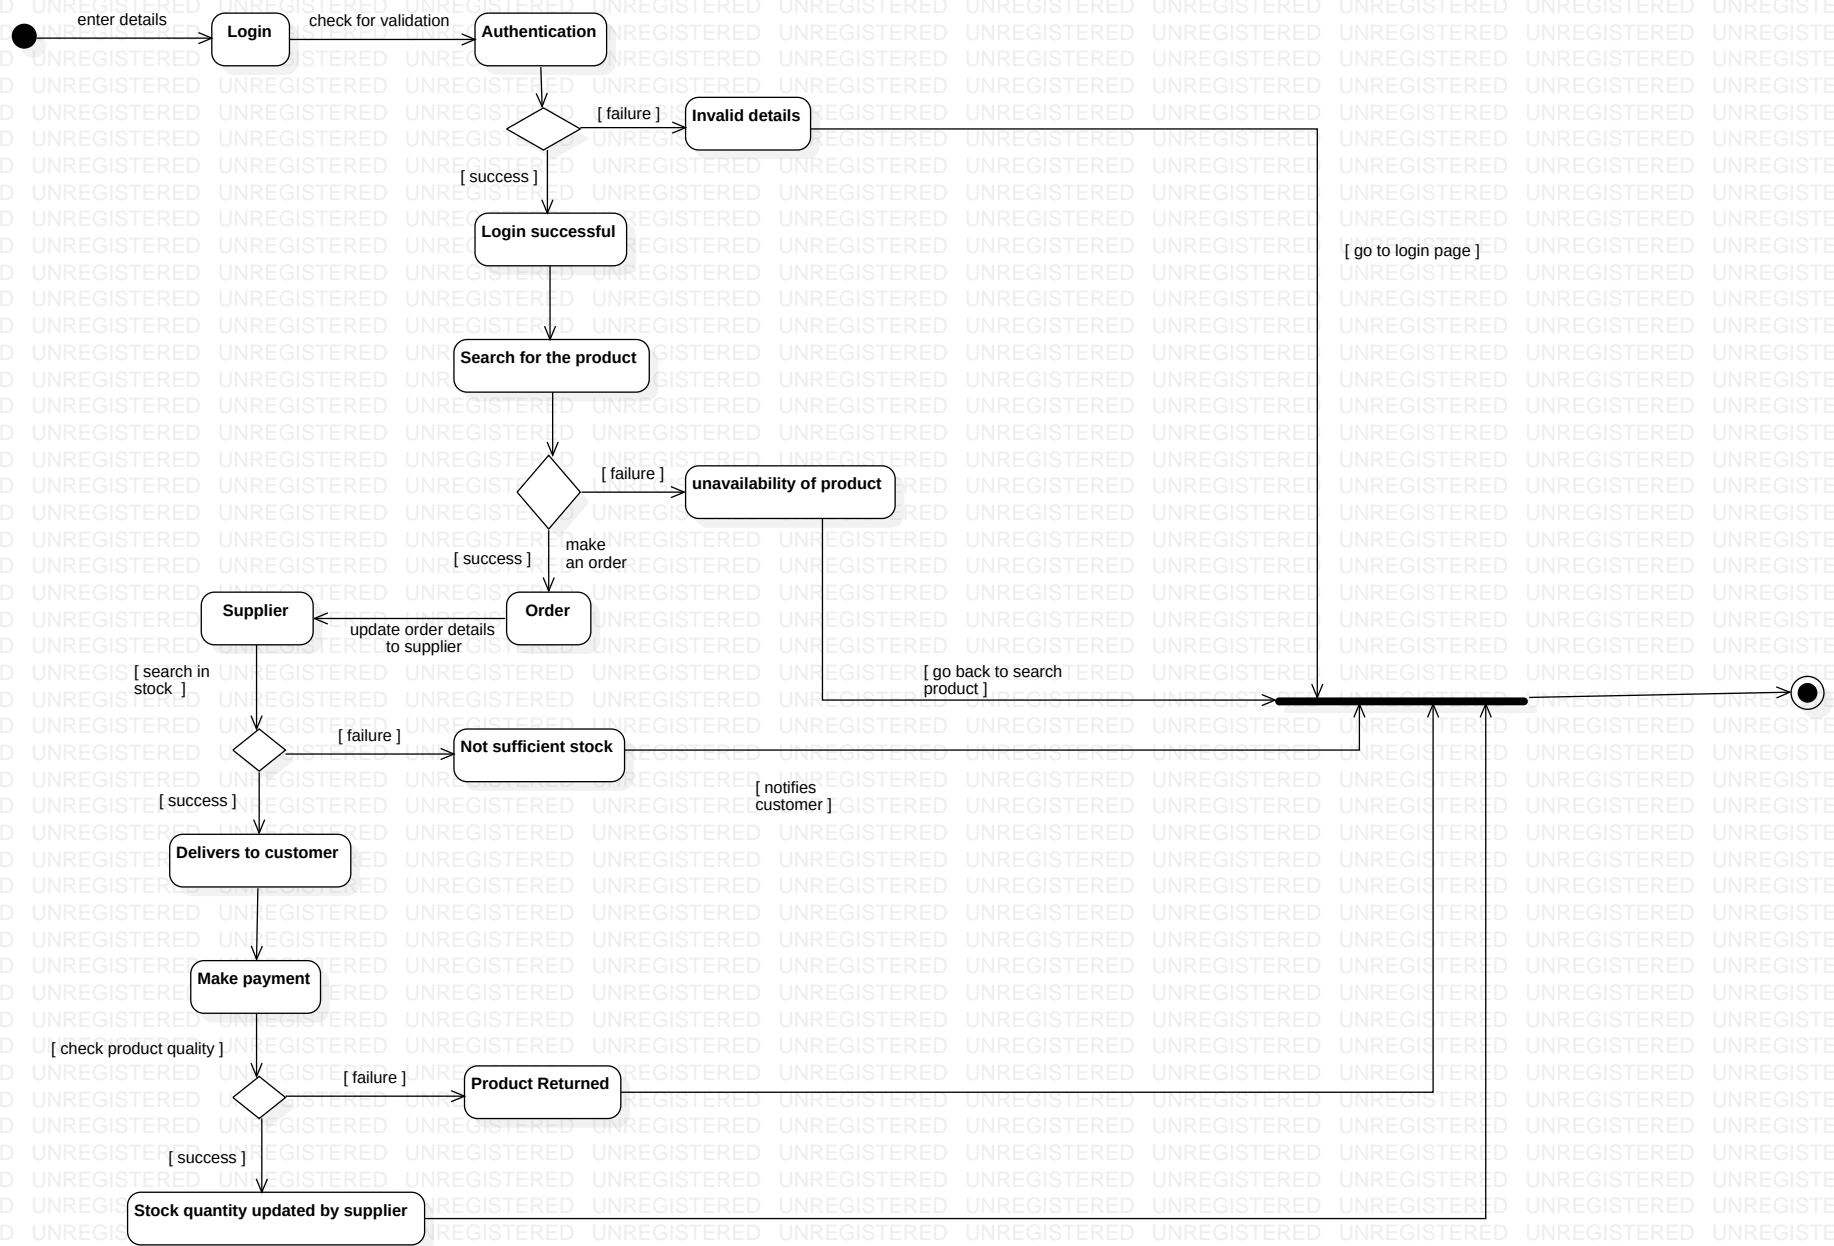 enter details
Login
check for validation
Authentication
[ failure ]
Invalid details
[ success ]
Login successful
[ go to login page ]
Search for the product
[ failure ]
unavailability of product
[ success ]
make
an order
Supplier
Order
update order details
to supplier
[ search in
stock  ]
[ go back to search
product ]
[ failure ]
Not sufficient stock
[ notifies
customer ]
[ success ]
Delivers to customer
Make payment
[ check product quality ]
[ failure ]
Product Returned
[ success ]
Stock quantity updated by supplier
UNREGISTERED